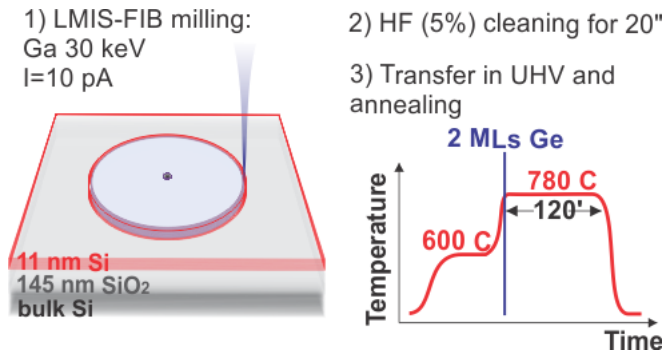 1) LMIS-FIB milling:
Ga 30 keV
I=10 pA
11 nm Si
145 nm SiO₂
bulk Si
2) HF (5%) cleaning for 20"
3) Transfer in UHV and
annealing
2 MLs Ge
780 C
120'
600 C
Temperature
Time